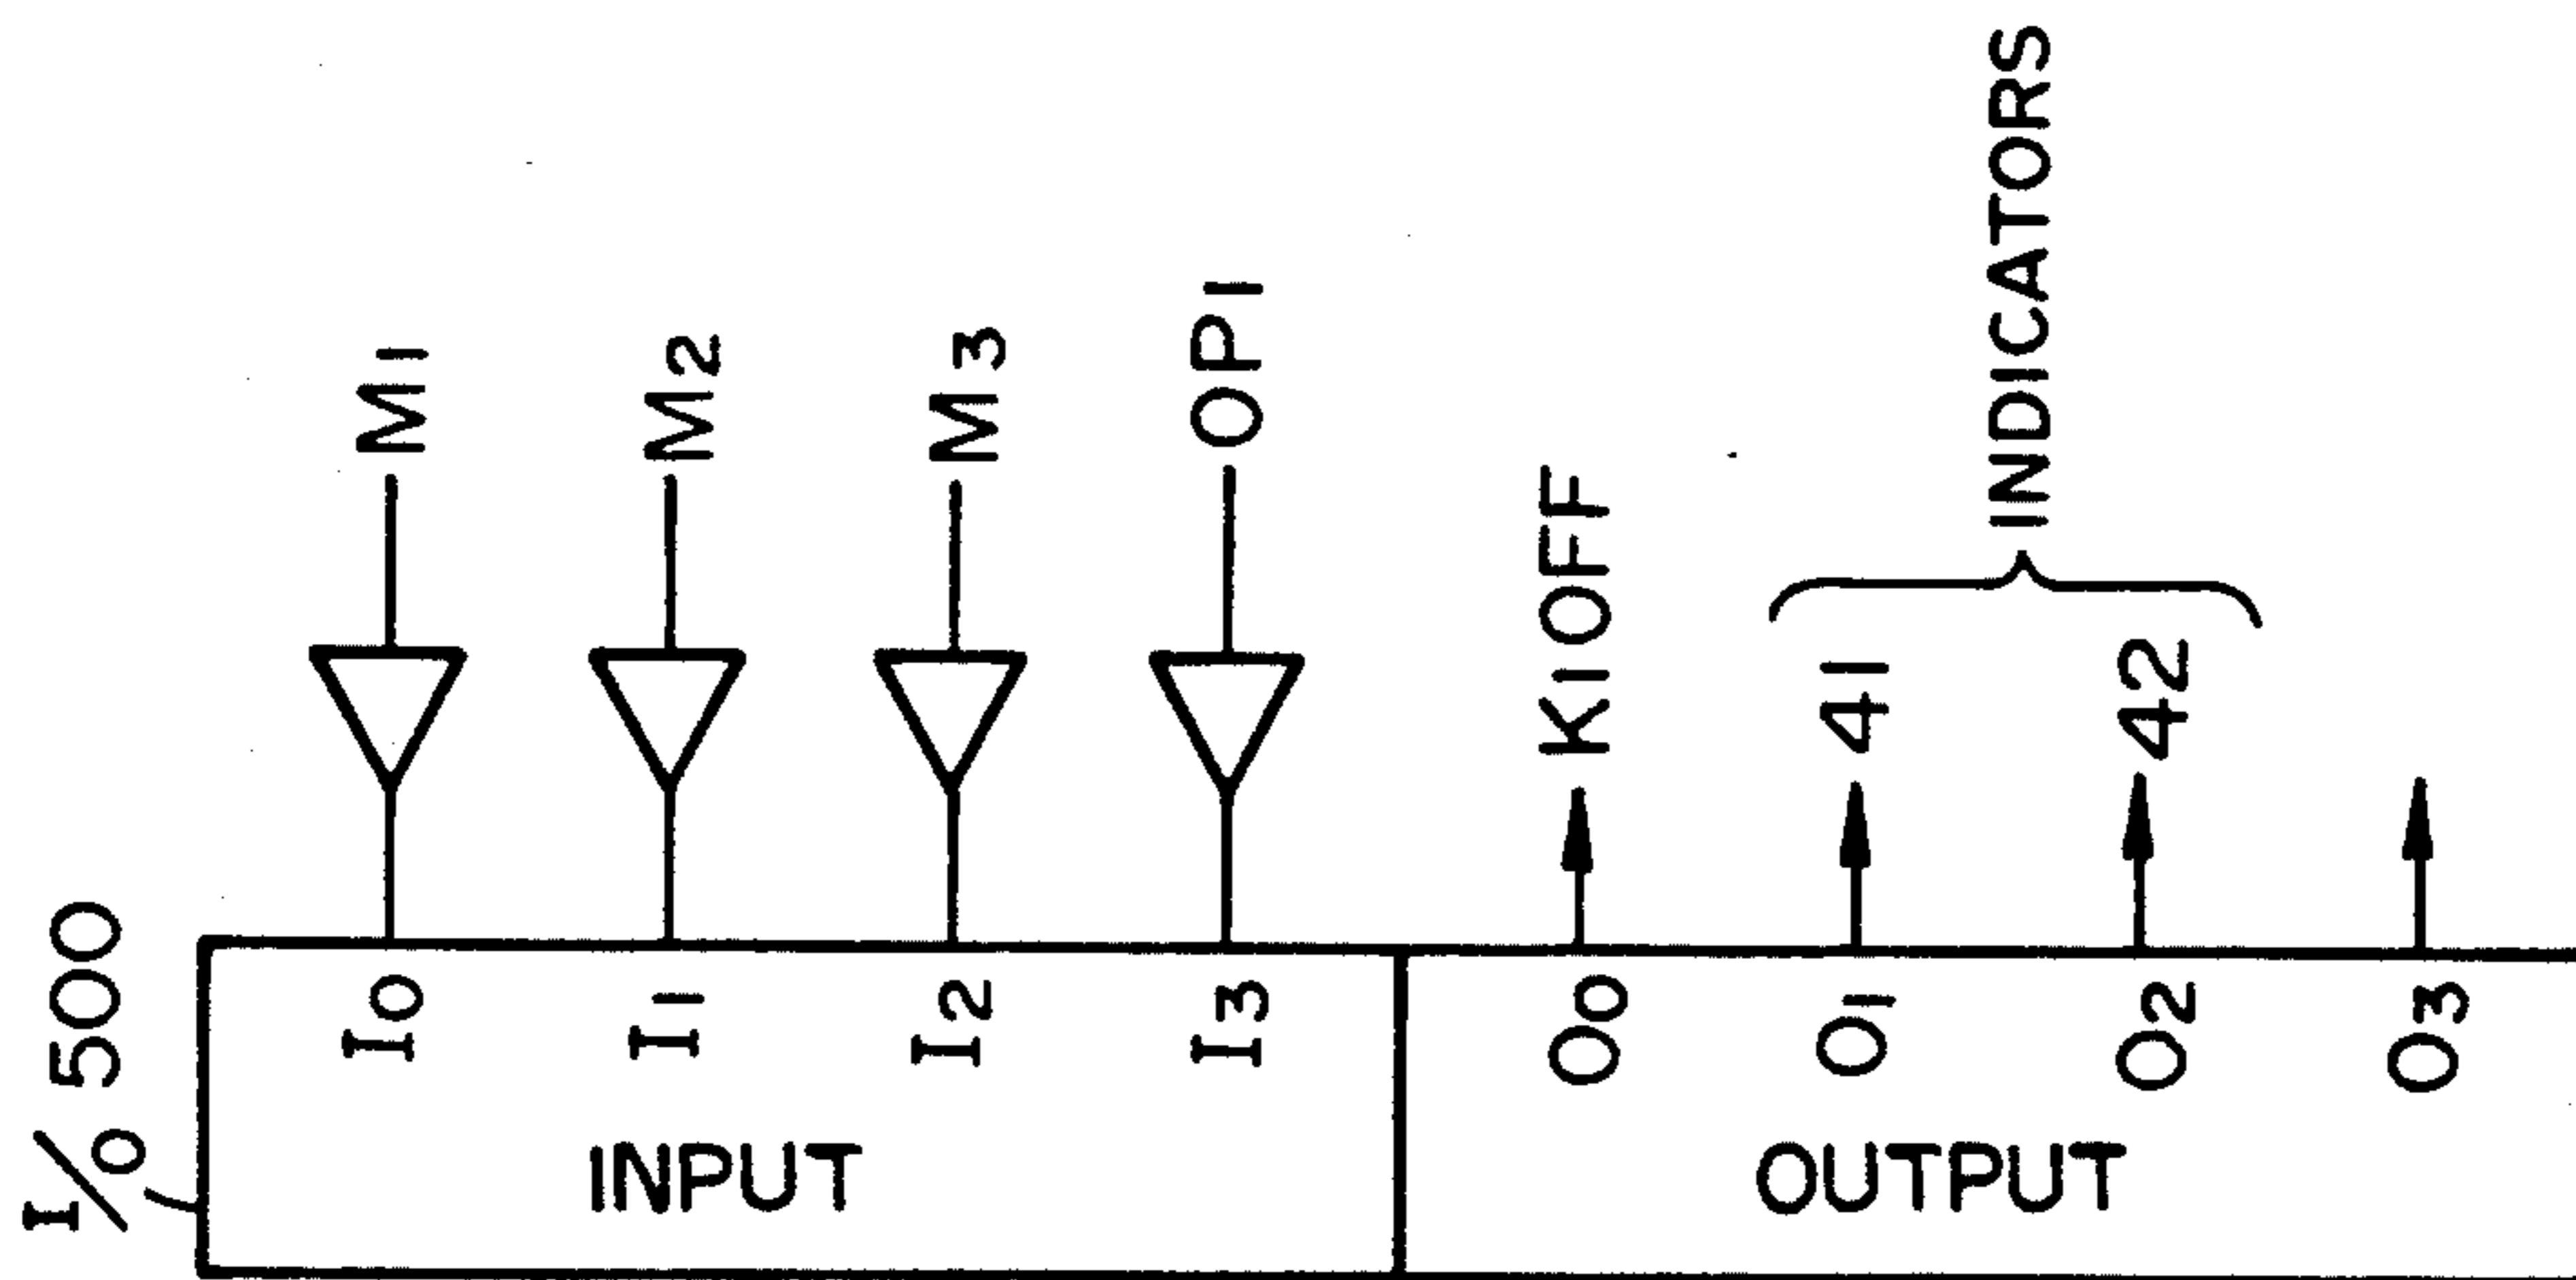 I/O 500
M1
M2
M3
OP1
I0
I1
I2
I3
INPUT
K1OFF
41
42
INDICATORS
O0
O1
O2
O3
OUTPUT